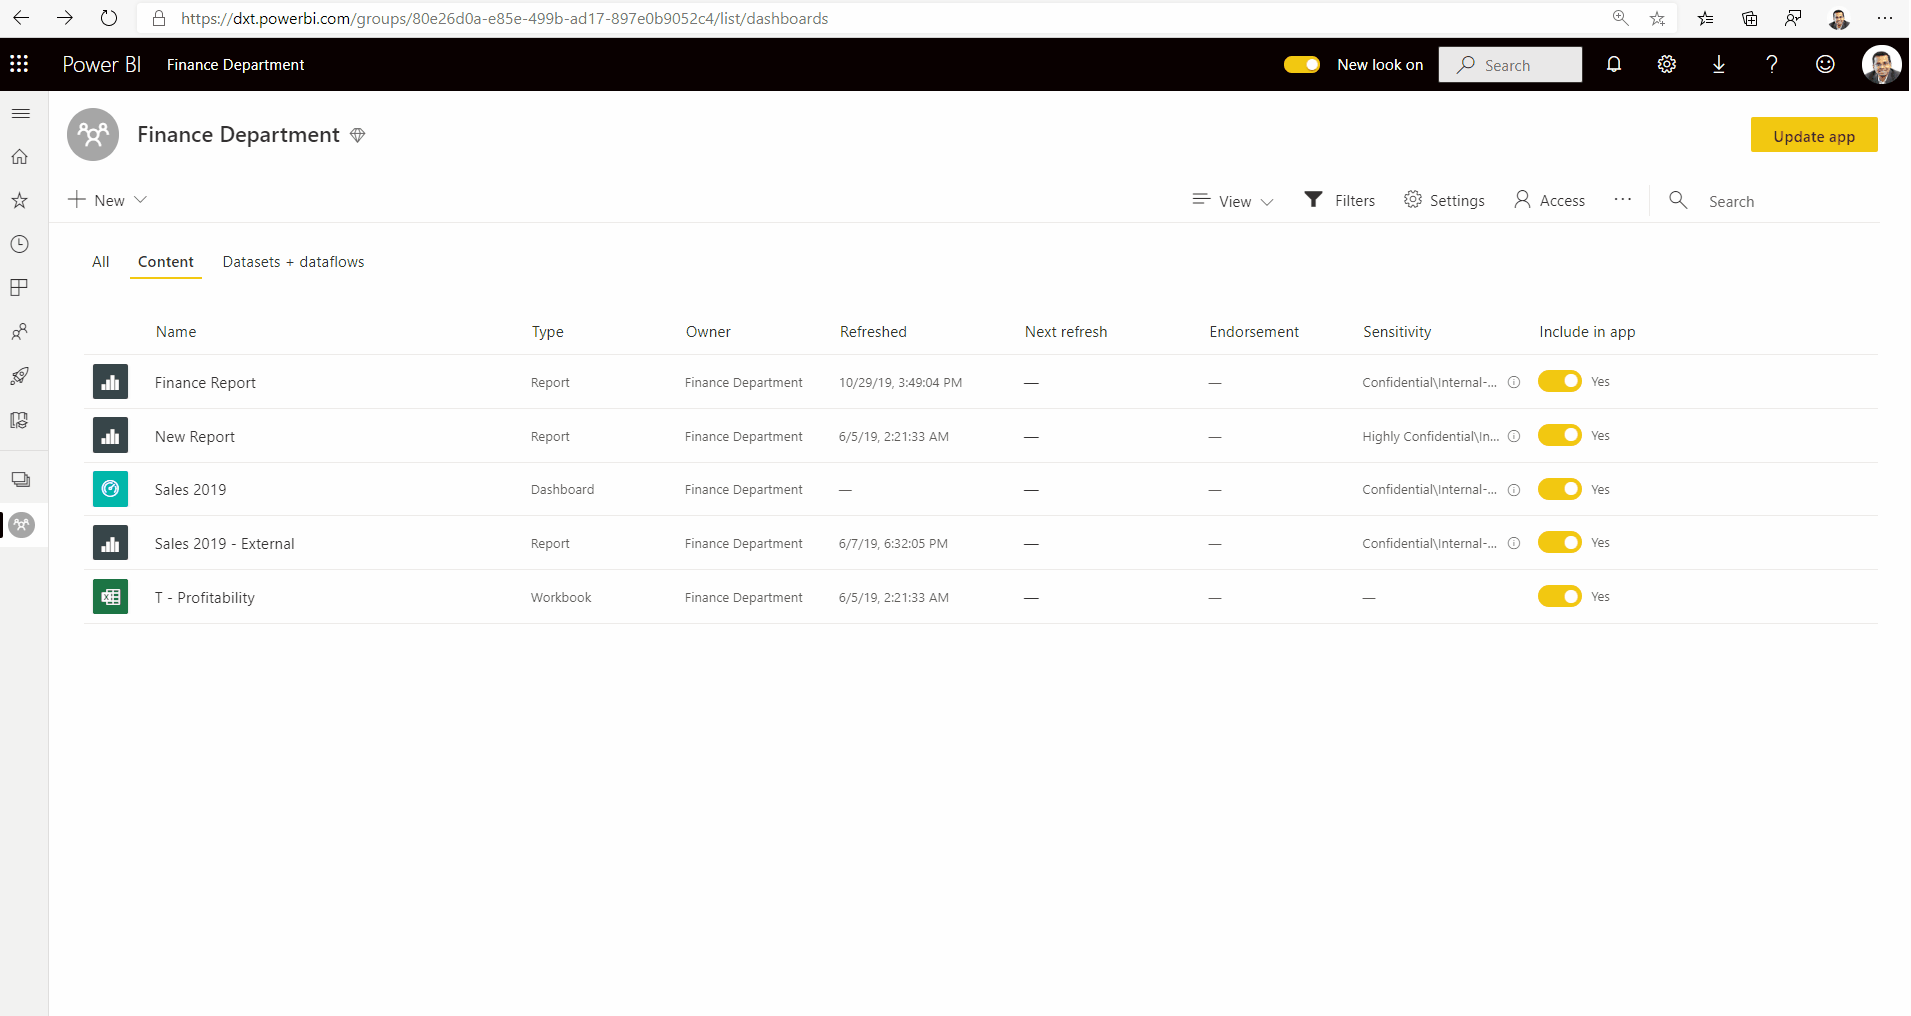 https://dxt.powerbi.com/groups/80e26d0a-e85e-499b-ad17-897e0b9052c4/list/dashboards
Power BI Finance Department New look on Search
Finance Department Update app
New View Filters Settings Access ... Search
All Content Datasets + dataflows
Name Type Owner Refreshed Next refresh Endorsement Sensitivity Include in app
Finance Report Report Finance Department 10/29/19, 3:49:04 PM — — Confidential\Internal-... Yes
New Report Report Finance Department 6/5/19, 2:21:33 AM — — Highly Confidential\In... Yes
Sales 2019 Dashboard Finance Department — — — Confidential\Internal-... Yes
Sales 2019 - External Report Finance Department 6/7/19, 6:32:05 PM — — Confidential\Internal-... Yes
T - Profitability Workbook Finance Department 6/5/19, 2:21:33 AM — — — Yes